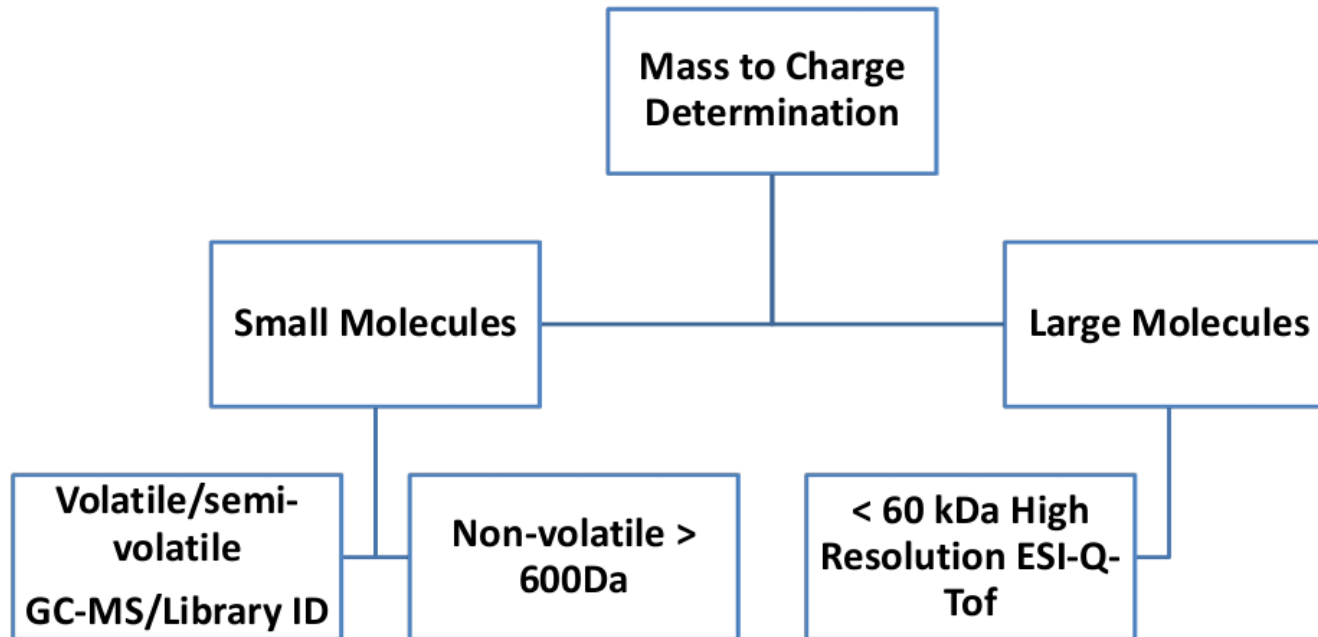 Mass to Charge
Determination
Small Molecules
Large Molecules
Volatile/semi-
volatile
GC-MS/Library ID
Non-volatile >
600Da
< 60 kDa High
Resolution ESI-Q-
Tof